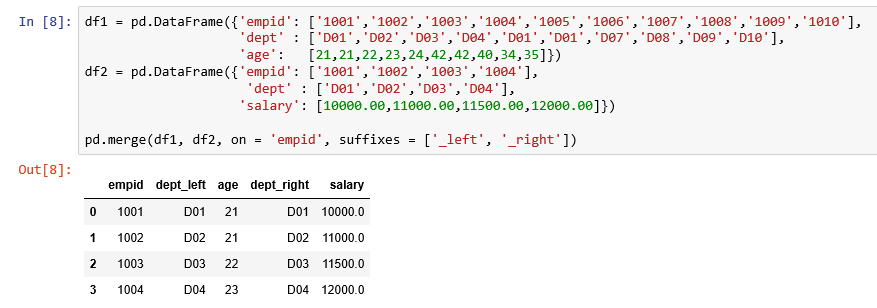 In [8]: df1 = pd.DataFrame({'empid': ['1001','1002','1003','1004','1005','1006','1007','1008','1009','1010'],
'dept' : ['D01','D02','D03','D04','D01','D01','D07','D08','D09','D10'],
'age':   [21,21,22,23,24,42,42,40,34,35]})
df2 = pd.DataFrame({'empid': ['1001','1002','1003','1004'],
'dept' : ['D01','D02','D03','D04'],
'salary': [10000.00,11000.00,11500.00,12000.00]})
pd.merge(df1, df2, on = 'empid', suffixes = ['_left', '_right'])
Out[8]:
empid dept_left age dept_right salary
0 1001 D01 21 D01 10000.0
1 1002 D02 21 D02 11000.0
2 1003 D03 22 D03 11500.0
3 1004 D04 23 D04 12000.0